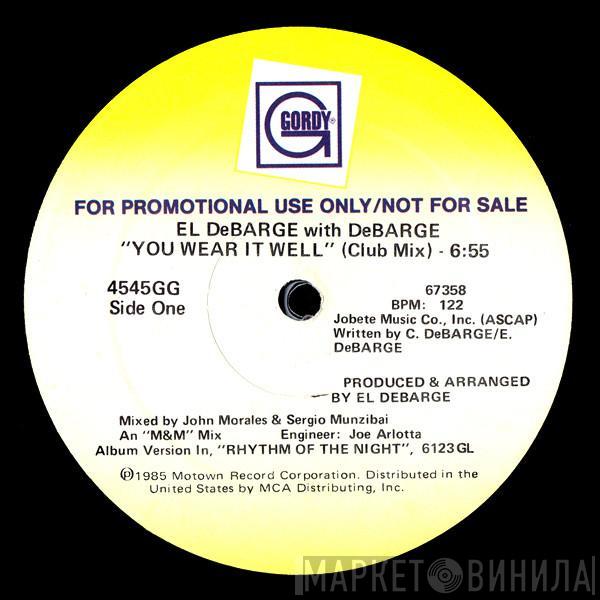 GORDY®
FOR PROMOTIONAL USE ONLY/NOT FOR SALE
EL DeBARGE with DeBARGE
"YOU WEAR IT WELL" (Club Mix) - 6:55
4545GG
Side One
67358
BPM: 122
Jobete Music Co., Inc. (ASCAP)
Written by C. DeBARGE/E.
DeBARGE
PRODUCED & ARRANGED
BY EL DEBARGE
Mixed by John Morales & Sergio Munzibai
An "M&M" Mix Engineer: Joe Arlotta
Album Version In, "RHYTHM OF THE NIGHT", 6123GL
℗1985 Motown Record Corporation. Distributed in the
United States by MCA Distributing, Inc.
МАРКЕТ ВИНИЛА